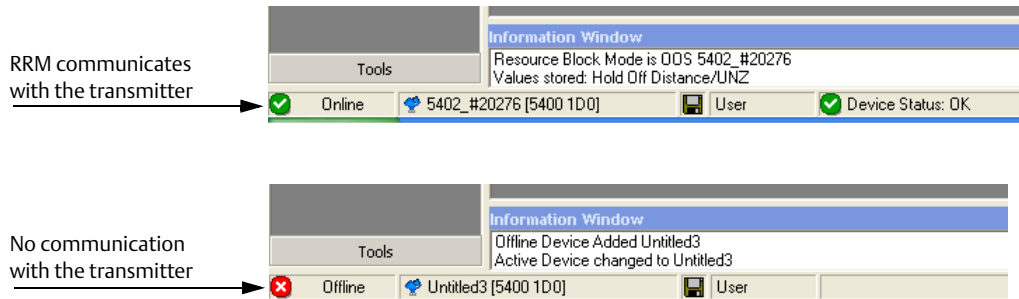 Information Window
RRM communicates
with the transmitter
Tools
Resource Block Mode is OOS 5402_#20276
Values stored: Hold Off Distance/UNZ
Online
5402_#20276 [5400 1D0]
User
Device Status: OK
Information Window
No communication
with the transmitter
Tools
Offline Device Added Untitled3
Active Device changed to Untitled3
Offline
Untitled3 [5400 1D0]
User